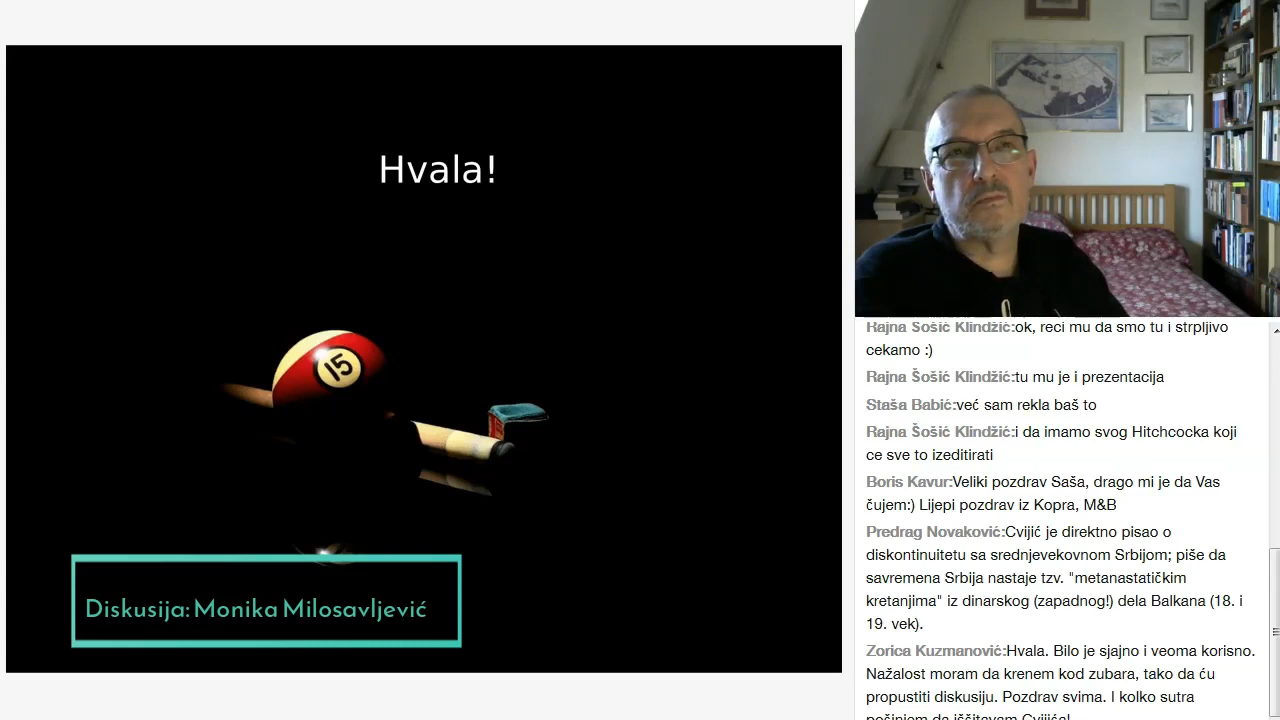 Hvala!
15
Diskusija: Monika Milosavljević
Rajna Šošić Klindžić:ok, reci mu da smo tu i strpljivo
cekamo :)
Rajna Šošić Klindžić:tu mu je i prezentacija
Staša Babić:već sam rekla baš to
Rajna Šošić Klindžić:i da imamo svog Hitchcocka koji
ce sve to izeditirati
Boris Kavur:Veliki pozdrav Saša, drago mi je da Vas
čujem:) Lijepi pozdrav iz Kopra, M&B
Predrag Novaković:Cvijić je direktno pisao o
diskontinuitetu sa srednjevekovnom Srbijom; piše da
savremena Srbija nastaje tzv. "metanastatičkim
kretanjima" iz dinarskog (zapadnog!) dela Balkana (18. i
19. vek).
Zorica Kuzmanović:Hvala. Bilo je sjajno i veoma korisno.
Nažalost moram da krenem kod zubara, tako da ću
propustiti diskusiju. Pozdrav svima. I kolko sutra
počinjem da iščitavam Cvijića!